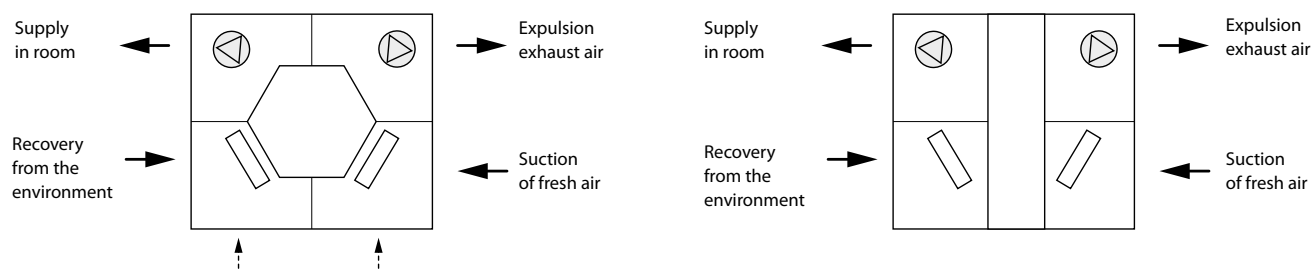 Supply
in room
Expulsion
exhaust air
Recovery
from the
environment
Suction
of fresh air
Supply
in room
Expulsion
exhaust air
Recovery
from the
environment
Suction
of fresh air